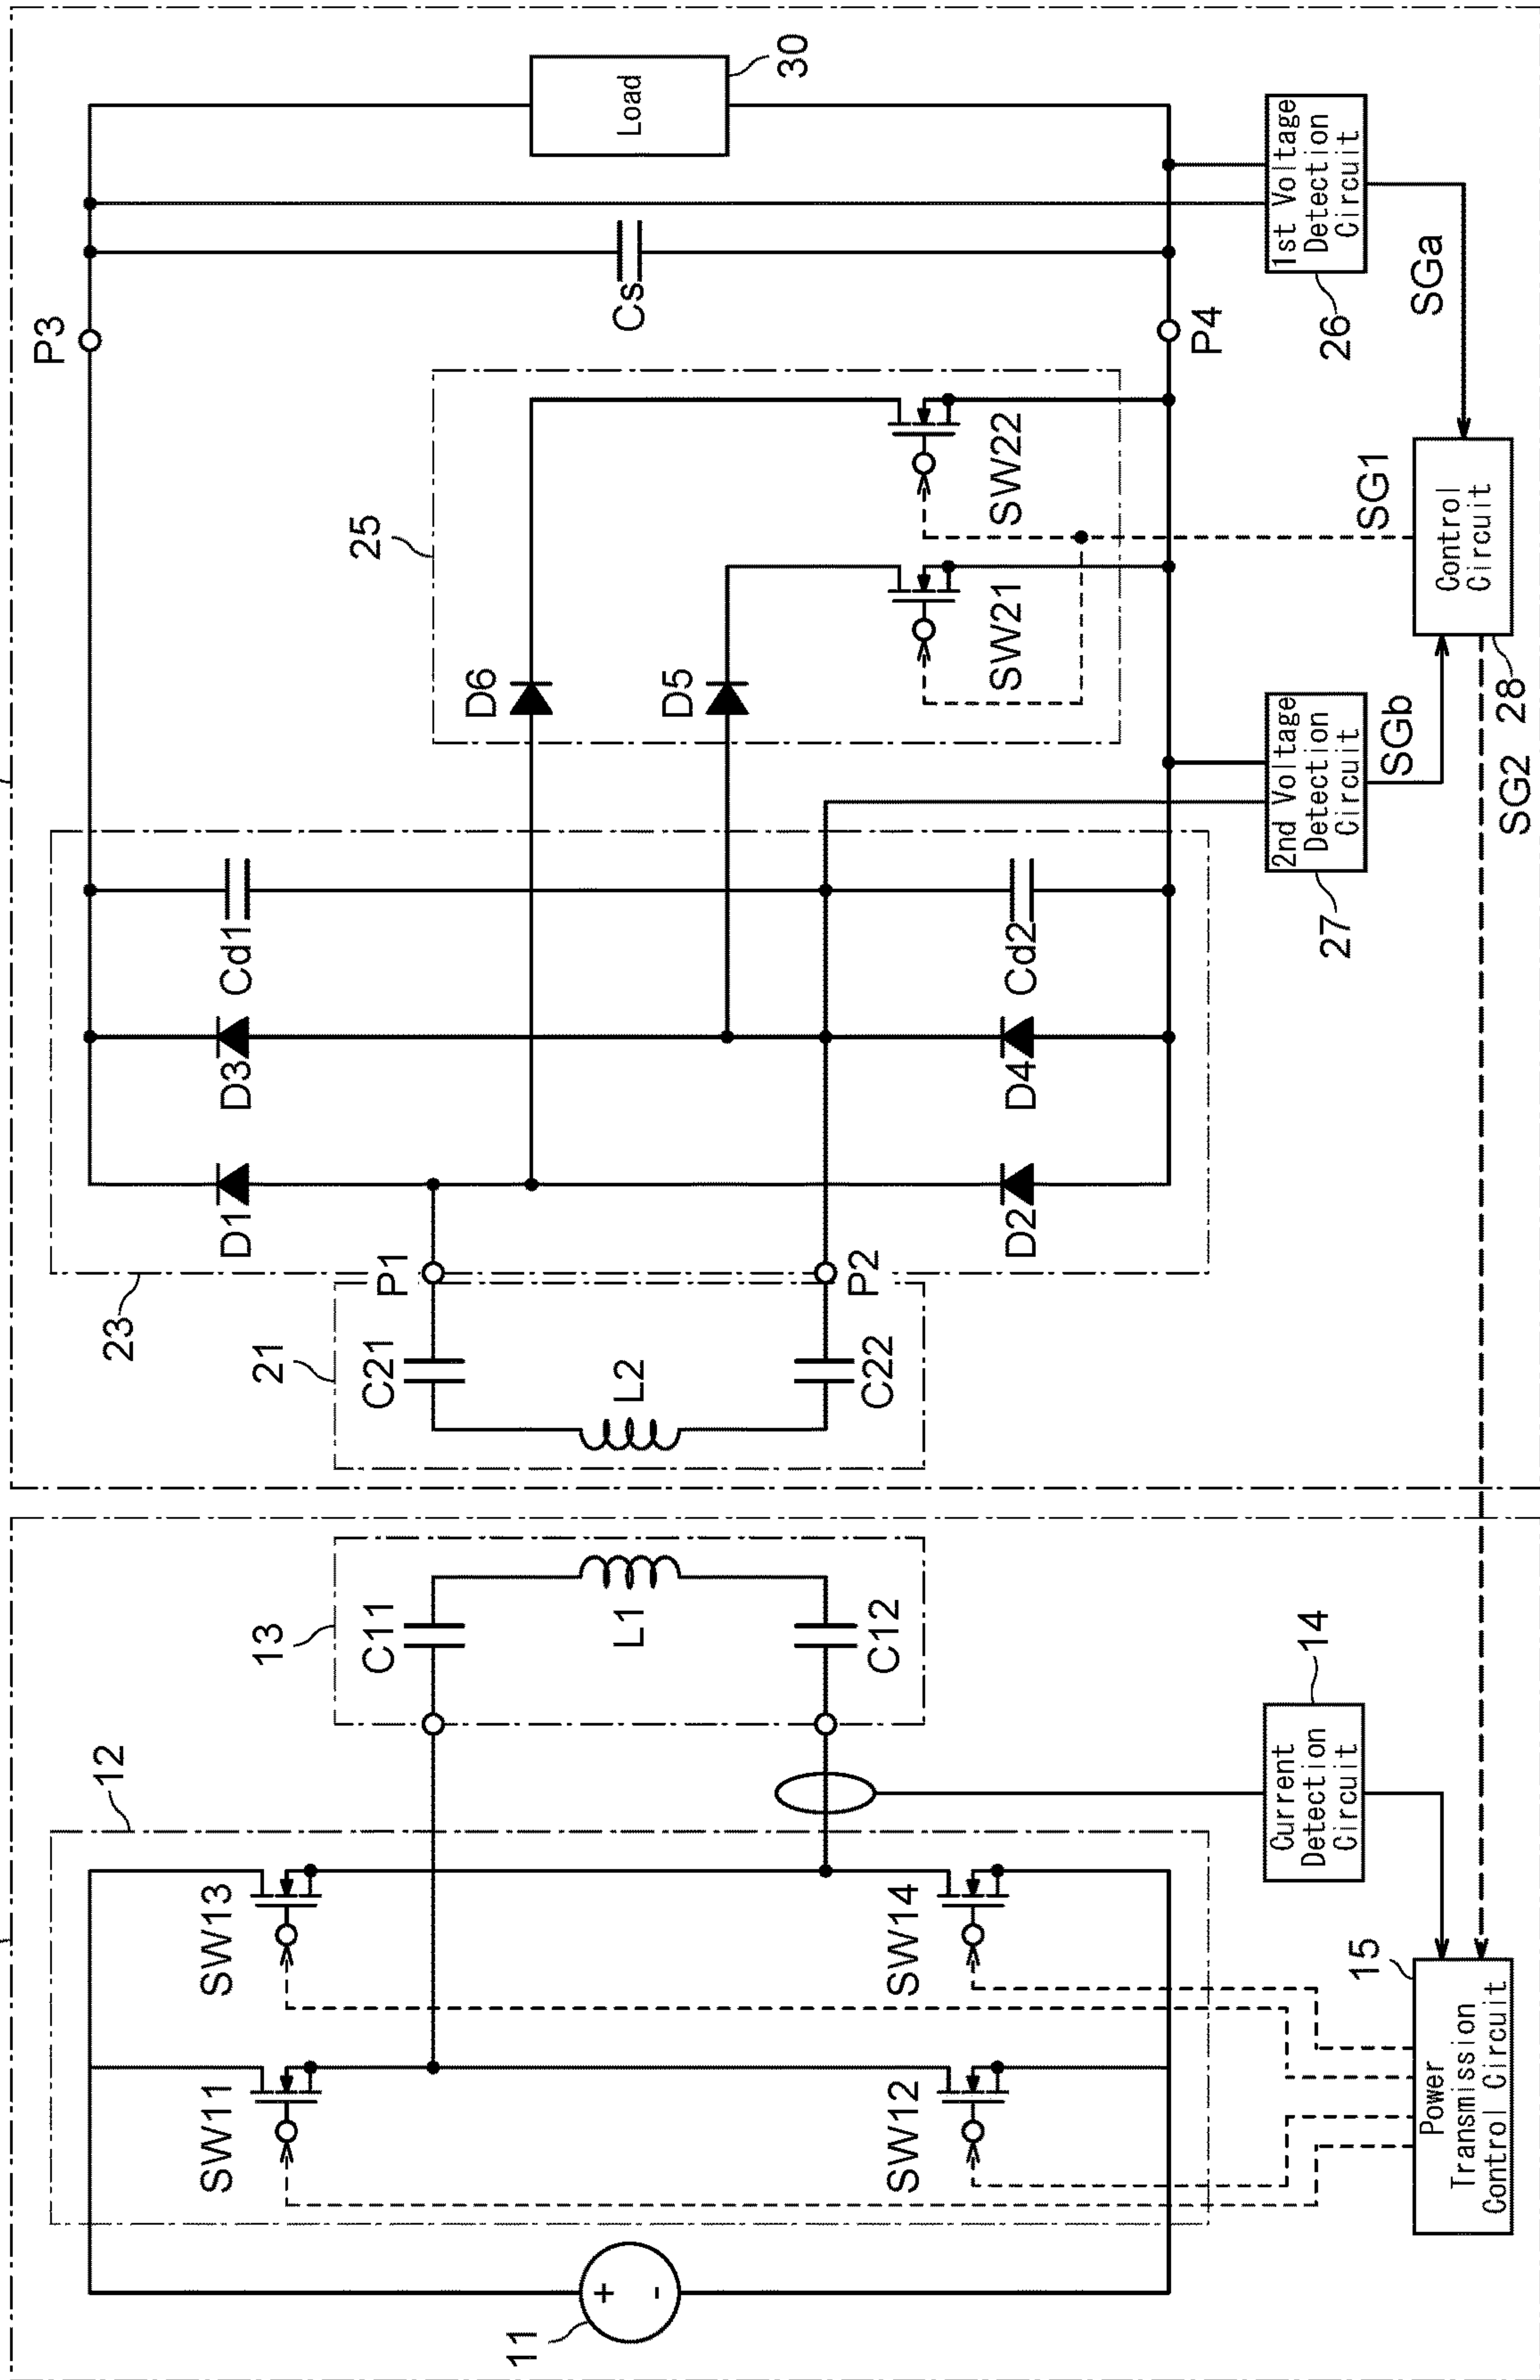 11
+
-
12
SW11
SW13
SW12
SW14
13
C11
L1
C12
14
Current
Detection
Circuit
15
Power
Transmission
Control Circuit
21
C21
L2
C22
P1
P2
23
D1
D3
Cd1
D2
D4
Cd2
25
D6
D5
SW21
SW22
P3
P4
Cs
Load
30
2nd Voltage
Detection
Circuit
27
SGb
1st Voltage
Detection
Circuit
26
SGa
Control
Circuit
28
SG1
SG2